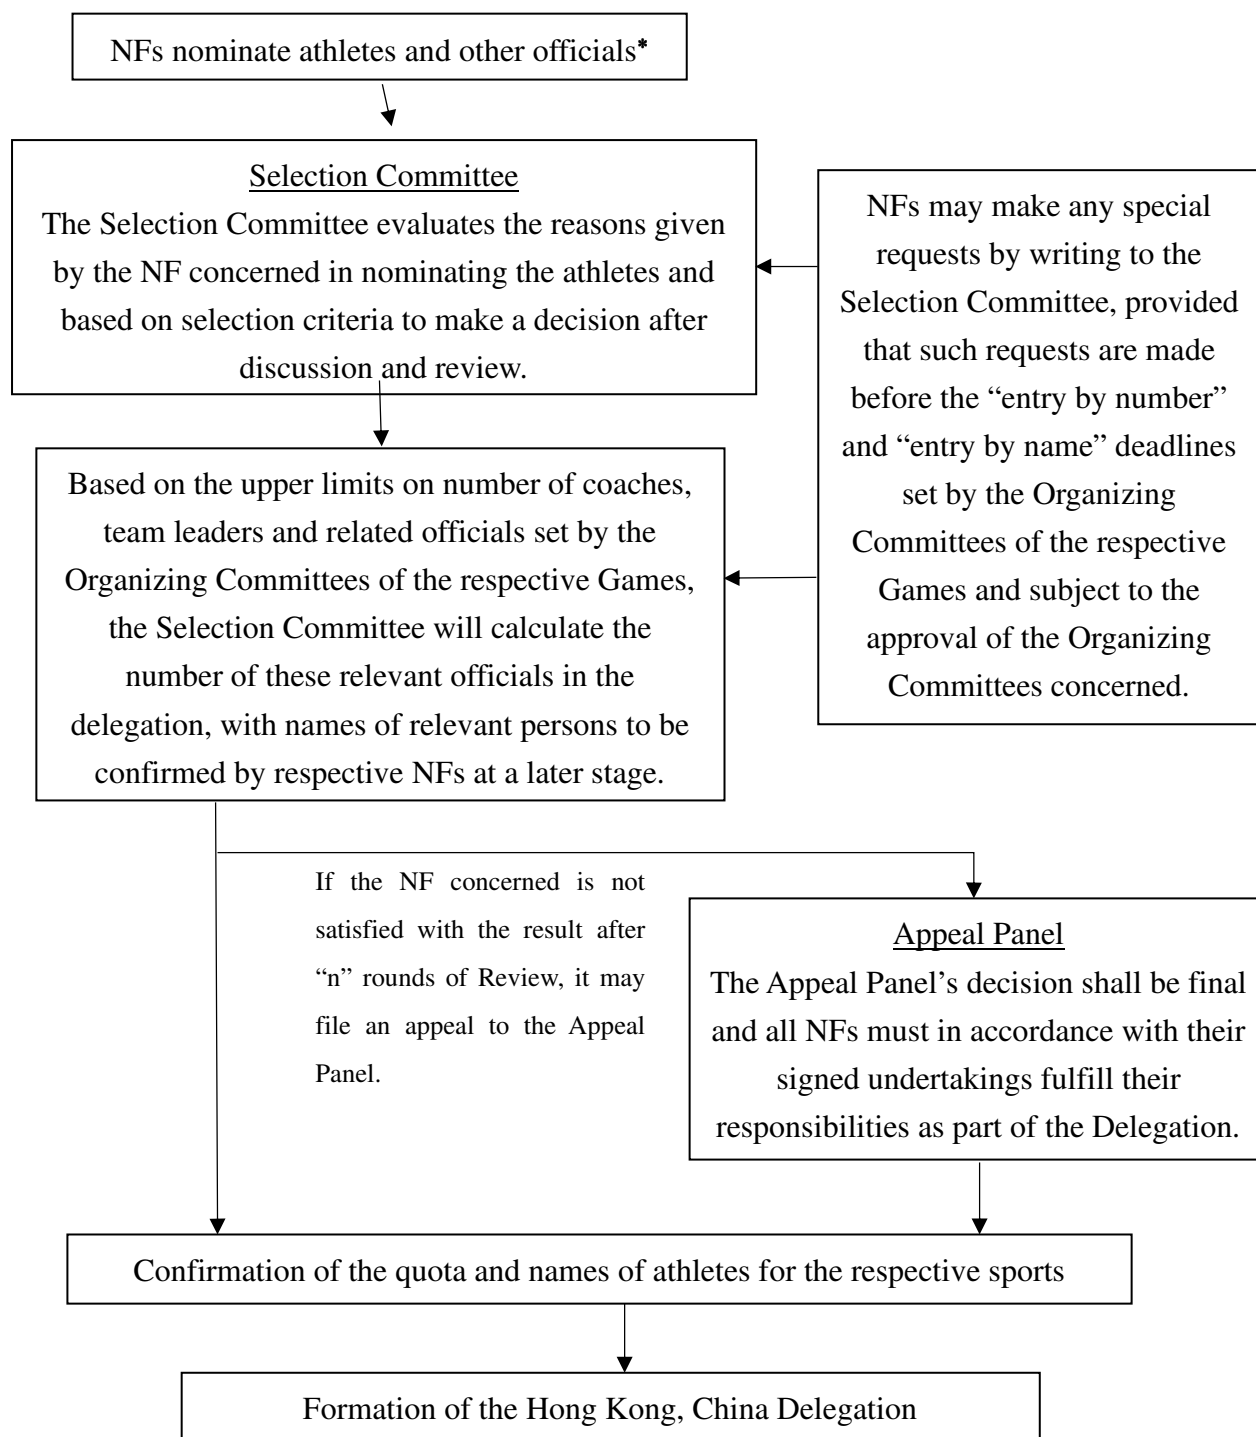 NFs nominate athletes and other officials*
Selection Committee
The Selection Committee evaluates the reasons given
by the NF concerned in nominating the athletes and
based on selection criteria to make a decision after
discussion and review.
NFs may make any special
requests by writing to the
Selection Committee, provided
that such requests are made
before the “entry by number”
and “entry by name” deadlines
set by the Organizing
Committees of the respective
Games and subject to the
approval of the Organizing
Committees concerned.
Based on the upper limits on number of coaches,
team leaders and related officials set by the
Organizing Committees of the respective Games,
the Selection Committee will calculate the
number of these relevant officials in the
delegation, with names of relevant persons to be
confirmed by respective NFs at a later stage.
If the NF concerned is not
satisfied with the result after
“n” rounds of Review, it may
file an appeal to the Appeal
Panel.
Appeal Panel
The Appeal Panel’s decision shall be final
and all NFs must in accordance with their
signed undertakings fulfill their
responsibilities as part of the Delegation.
Confirmation of the quota and names of athletes for the respective sports
Formation of the Hong Kong, China Delegation